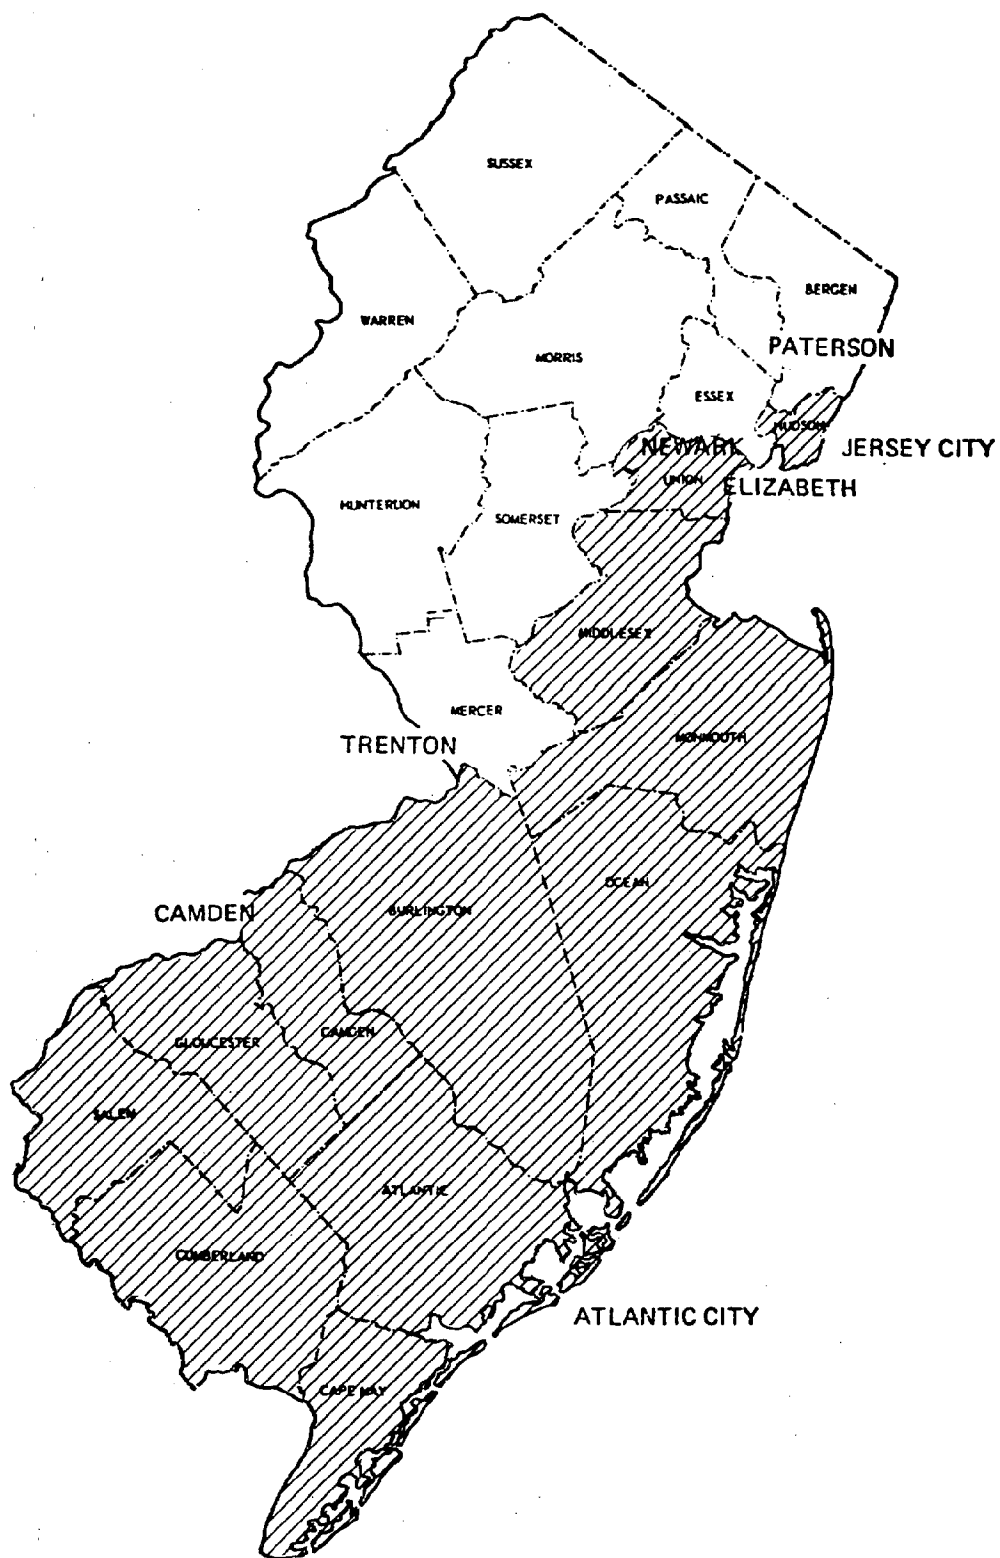 SUSSEX
PASSAIC
BERGEN
WARREN
PATERSON
MORRIS
ESSEX
HUDSON
NEWARK
JERSEY CITY
UNION
ELIZABETH
HUNTERDON
SOMERSET
MIDDLESEX
MERCER
MONMOUTH
TRENTON
OCEAN
CAMDEN
BURLINGTON
CAMDEN
GLOUCESTER
SALEM
ATLANTIC
CUMBERLAND
ATLANTIC CITY
CAPE MAY